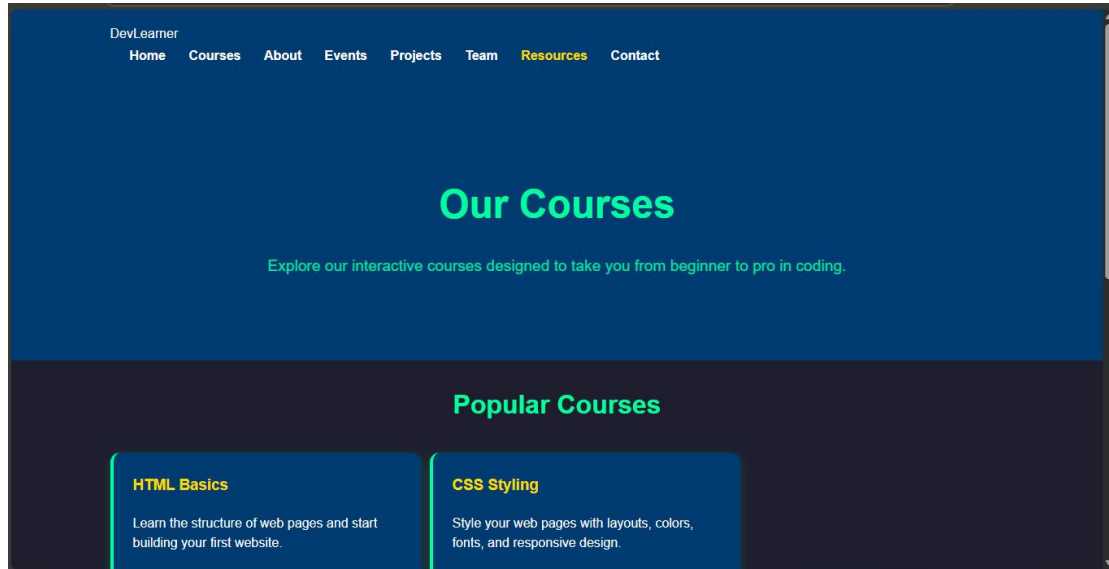 DevLearner
Home Courses About Events Projects Team Resources Contact
Our Courses
Explore our interactive courses designed to take you from beginner to pro in coding.
Popular Courses
HTML Basics
Learn the structure of web pages and start
building your first website.
CSS Styling
Style your web pages with layouts, colors,
fonts, and responsive design.